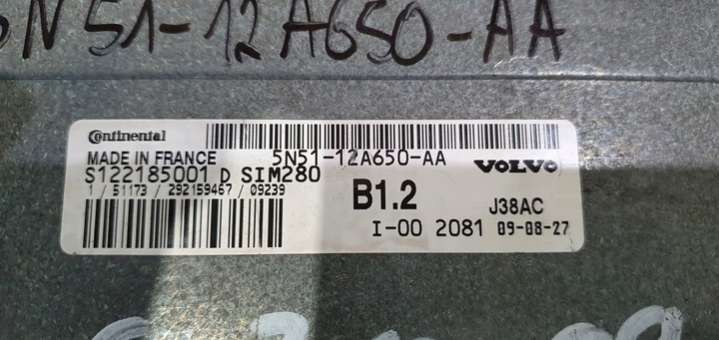 N51-12A650-AA
Continental
MADE IN FRANCE 5N51-12A650-AA VOLVO
S122185001 D SIM280
1 / 51173 / 292159467 / 09239
B1.2 J38AC
I-00 2081 09-08-27